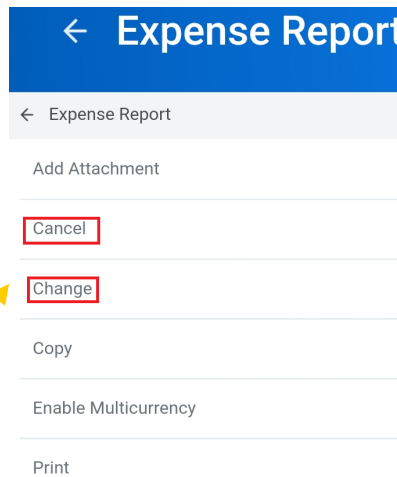 Expense Report
Expense Report
Add Attachment
Cancel
Change
Copy
Enable Multicurrency
Print